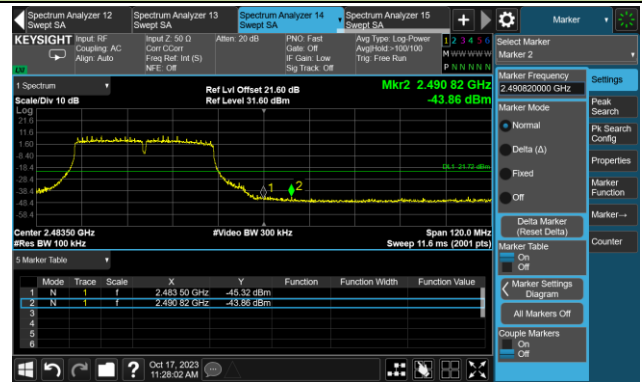 Spectrum Analyzer 12
Swept SA
Spectrum Analyzer 13
Swept SA
Spectrum Analyzer 14
Swept SA
Spectrum Analyzer 15
Swept SA
Marker
KEYSIGHT
Input: RF
Coupling: AC
Align: Auto
Input Z: 50 Ω
Corr CCorr
Freq Ref: Int (S)
NFE: Off
Atten: 20 dB
PNO: Fast
Gate: Off
IF Gain: Low
Sig Track: Off
Avg Type: Log-Power
Avg|Hold:>100/100
Trig: Free Run
1 2 3 4 5 6
M W W W W W
P N N N N N
Select Marker
Marker 2
1 Spectrum
Scale/Div 10 dB
Ref Lvl Offset 21.60 dB
Ref Level 31.60 dBm
Mkr2 2.490 82 GHz
-43.86 dBm
Log
21.6
11.6
1.60
-8.40
-18.4
-28.4
-38.4
-48.4
-58.4
DL1 -21.72 dBm
1
2
Center 2.48350 GHz
#Res BW 100 kHz
#Video BW 300 kHz
Span 120.0 MHz
Sweep 11.6 ms (2001 pts)
5 Marker Table
Mode Trace Scale X Y Function Function Width Function Value
1 N 1 f 2.483 50 GHz -45.32 dBm
2 N 1 f 2.490 82 GHz -43.86 dBm
3
4
5
6
Marker Frequency
2.490820000 GHz
Marker Mode
Normal
Delta (Δ)
Fixed
Off
Delta Marker
(Reset Delta)
Marker Table
On
Off
Marker Settings
Diagram
All Markers Off
Couple Markers
On
Off
Settings
Peak
Search
Pk Search
Config
Properties
Marker
Function
Marker→
Counter
Oct 17, 2023
11:28:02 AM